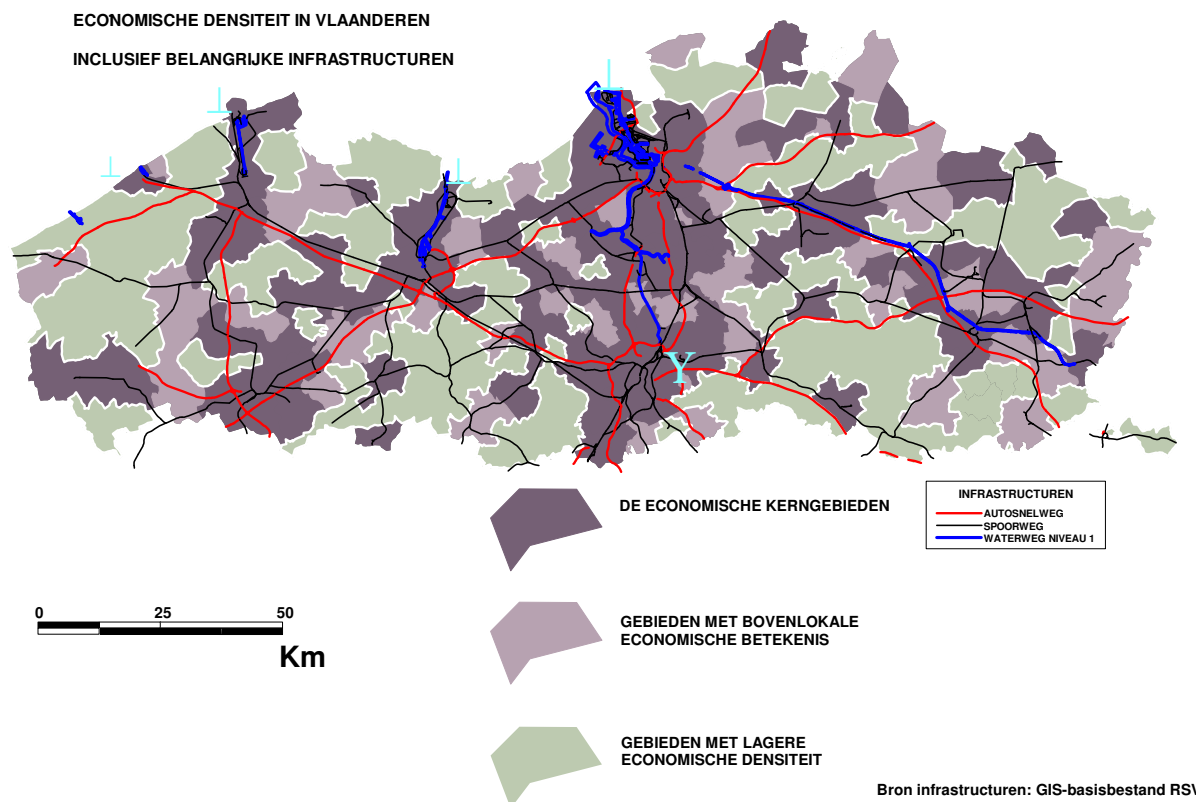 ECONOMISCHE DENSITEIT IN VLAANDEREN
INCLUSIEF BELANGRIJKE INFRASTRUCTUREN
DE ECONOMISCHE KERNGEBIEDEN
INFRASTRUCTUREN
AUTOSNELWEG
SPOORWEG
WATERWEG NIVEAU 1
0 25 50
Km
GEBIEDEN MET BOVENLOKALE
ECONOMISCHE BETEKENIS
GEBIEDEN MET LAGERE
ECONOMISCHE DENSITEIT
Bron infrastructuren: GIS-basisbestand RSV